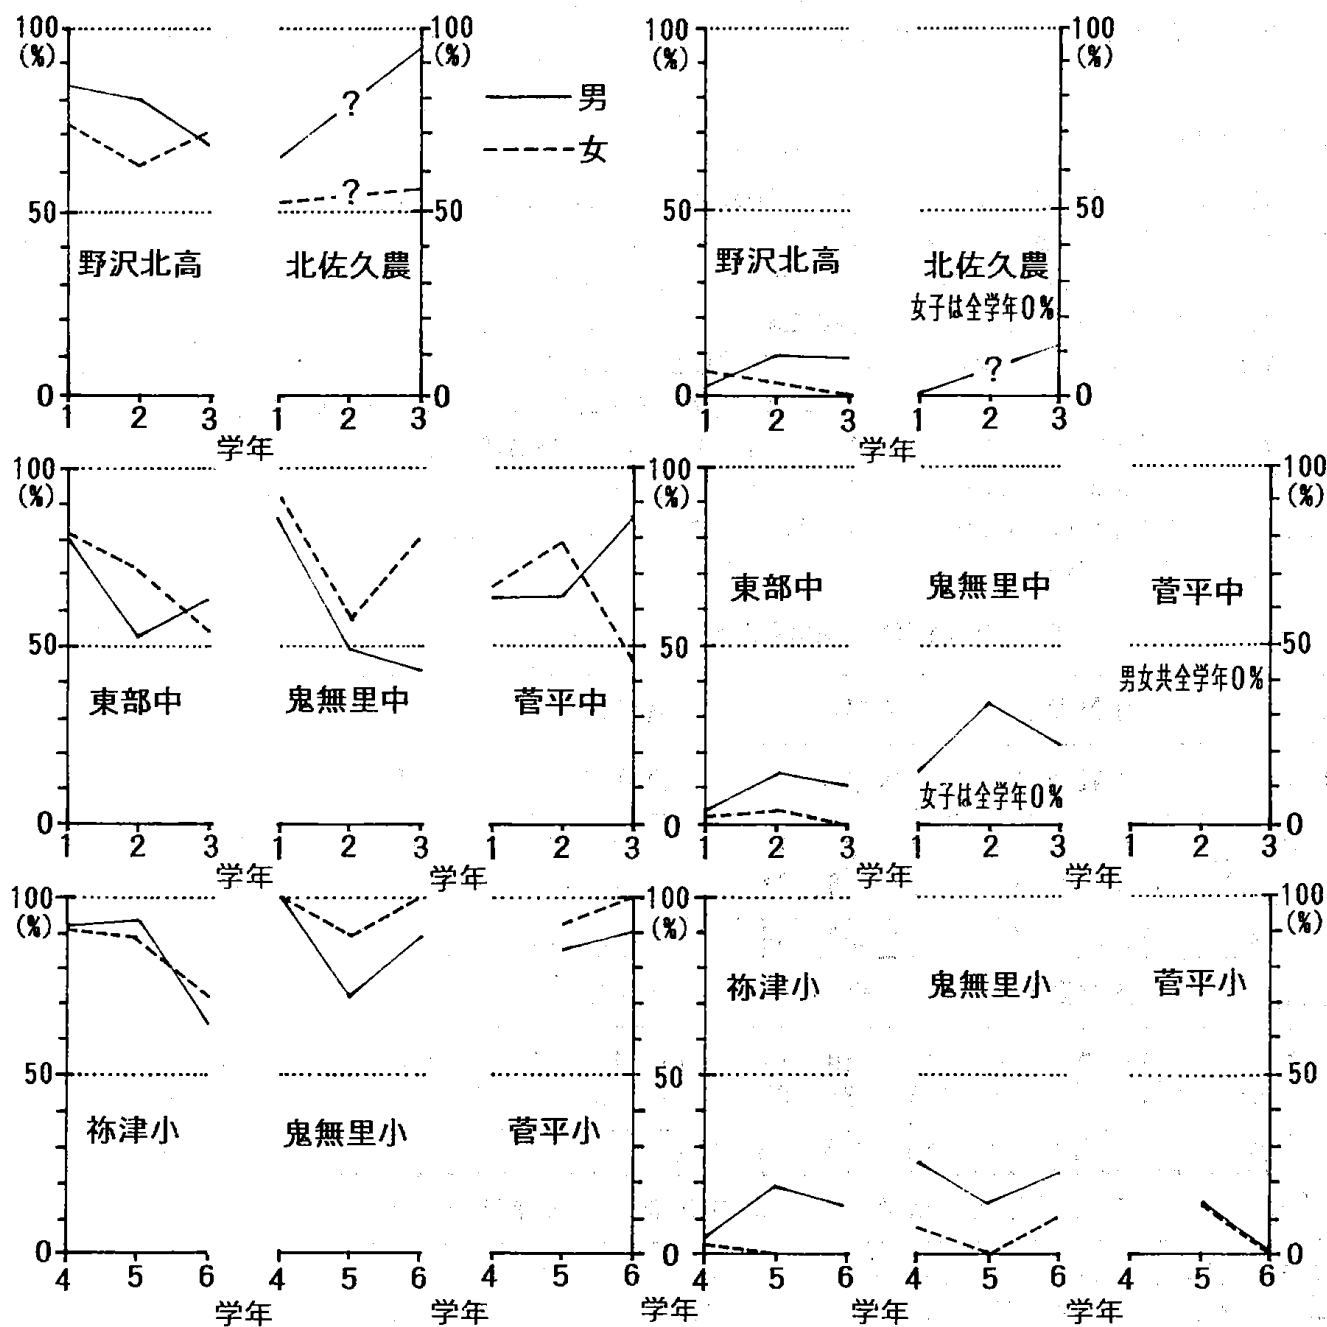 100 100 100 100
(%) (%) (%) (%)
? 男
女
?
50 50 50 50
野沢北高 北佐久農 野沢北高 北佐久農
女子は全学年0%
?
0 0 0 0
1 2 3 1 2 3 1 2 3 1 2 3
学年 学年
100 100 100
(%) (%) (%)
東部中 鬼無里中 菅平中
50 50 50
男女共全学年0%
東部中 鬼無里中 菅平中
女子は全学年0%
0 0 0
1 2 3 1 2 3 1 2 3 1 2 3 1 2 3 1 2 3
学年 学年 学年 学年
100 100 100
(%) (%) (%)
祢津小 鬼無里小 菅平小
50 50 50
祢津小 鬼無里小 菅平小
0 0 0
4 5 6 4 5 6 4 5 6 4 5 6 4 5 6 4 5 6
学年 学年 学年 学年 学年